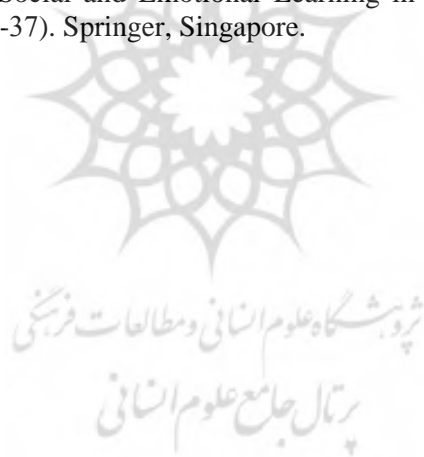 Social and Emotional Learning in
-37). Springer, Singapore.
پژوهشگاه علوم انسانی و مطالعات فرهنگی
پرتال جامع علوم انسانی